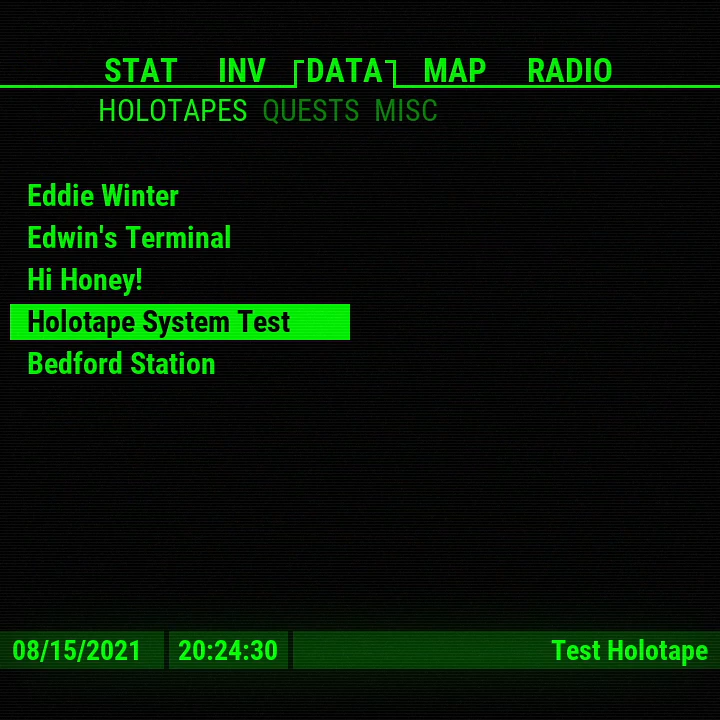 STAT INV DATA MAP RADIO
HOLOTAPES QUESTS MISC
Eddie Winter
Edwin's Terminal
Hi Honey!
Holotape System Test
Bedford Station
08/15/2021 20:24:30 Test Holotape